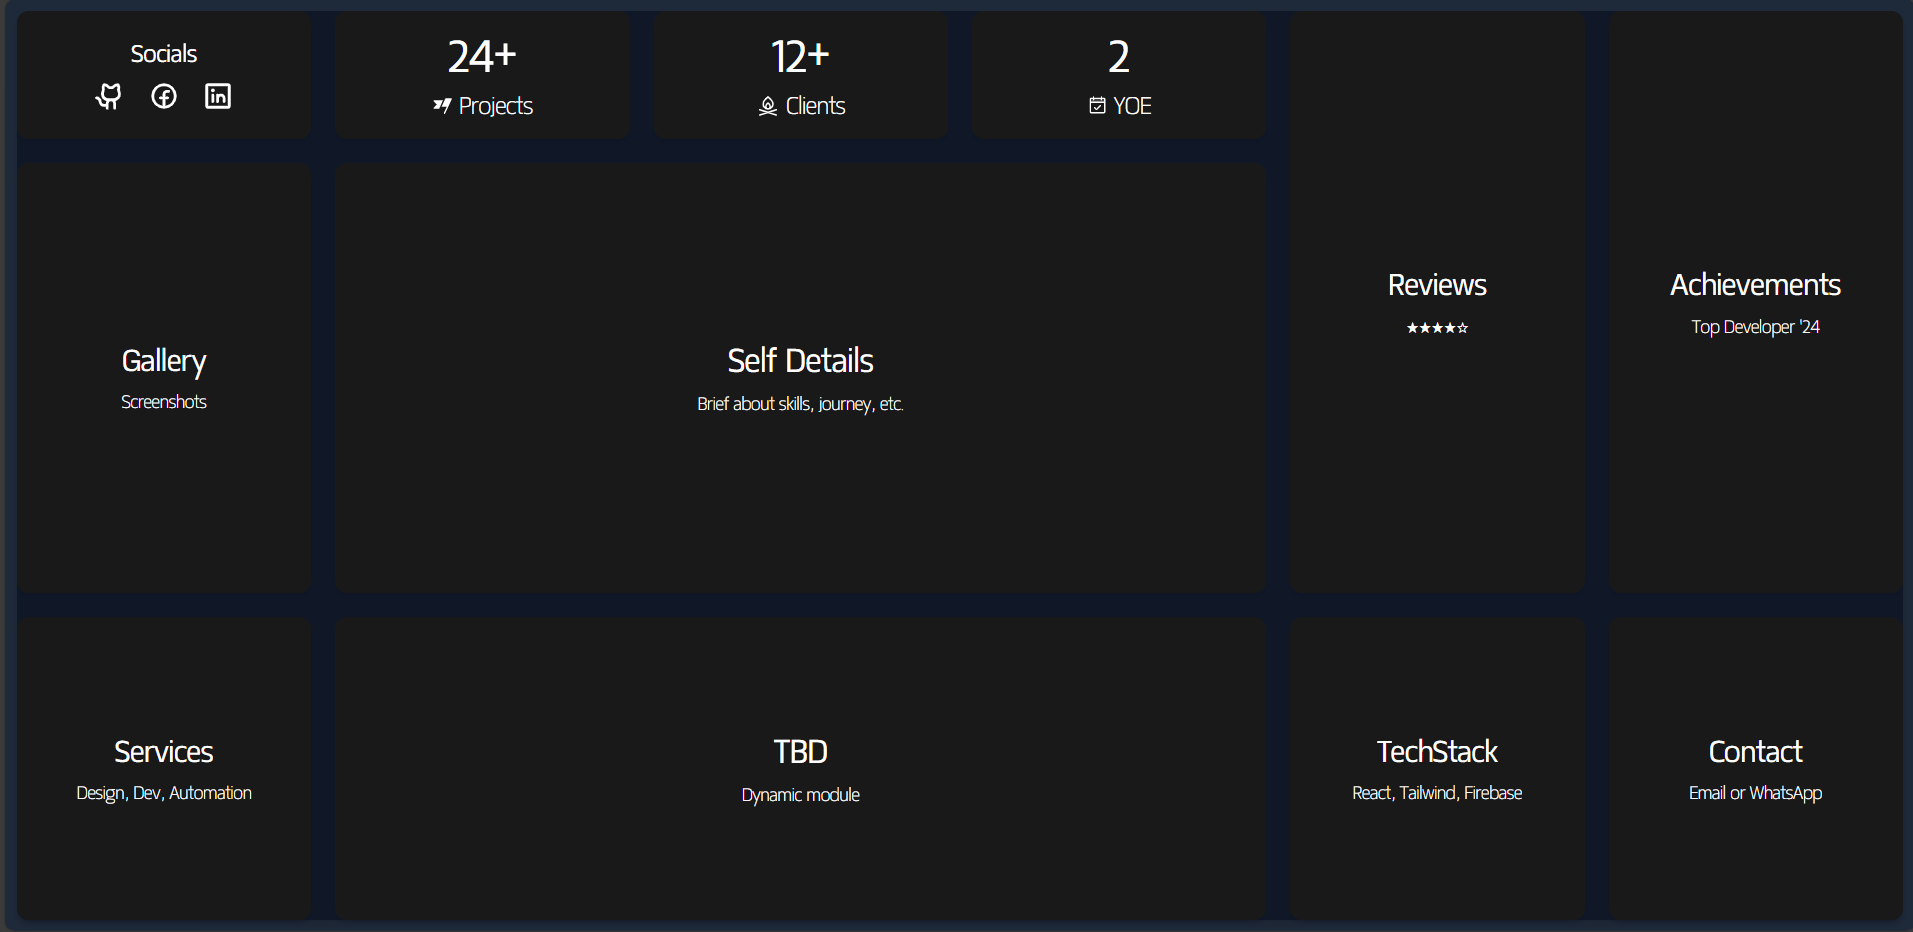 Socials
24+
Projects
12+
Clients
2
YOE
Reviews
★★★★☆
Achievements
Top Developer '24
Gallery
Screenshots
Self Details
Brief about skills, journey, etc.
Services
Design, Dev, Automation
TBD
Dynamic module
TechStack
React, Tailwind, Firebase
Contact
Email or WhatsApp